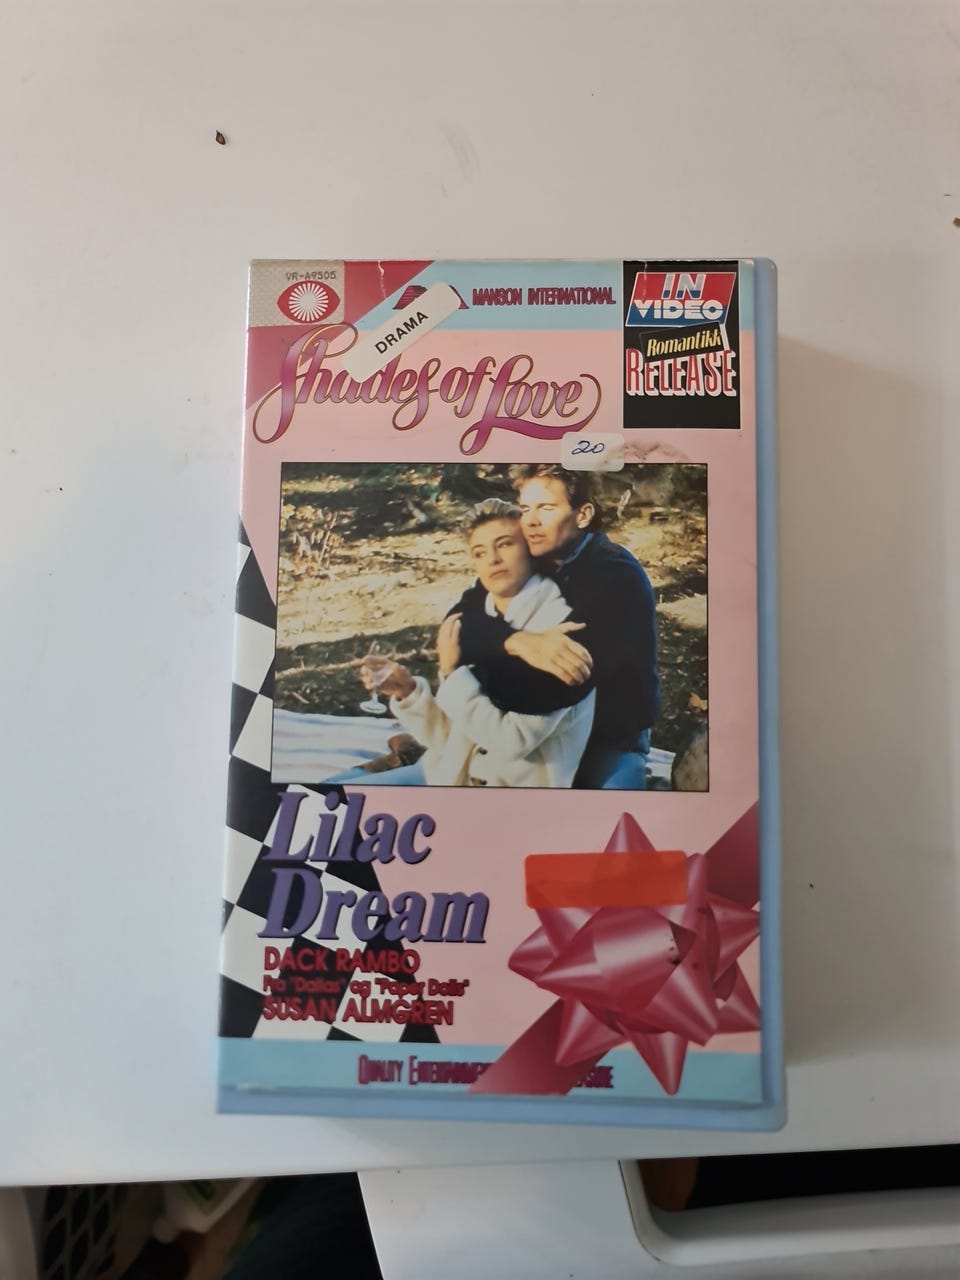 VR-A9505
MANSON INTERNATIONAL
IN
VIDEO
Romantikk
RELEASE
DRAMA
Shades of Love
20
Lilac
Dream
DACK RAMBO
Fra "Dallas" og "Paper Dolls"
SUSAN ALMGREN
QUALITY